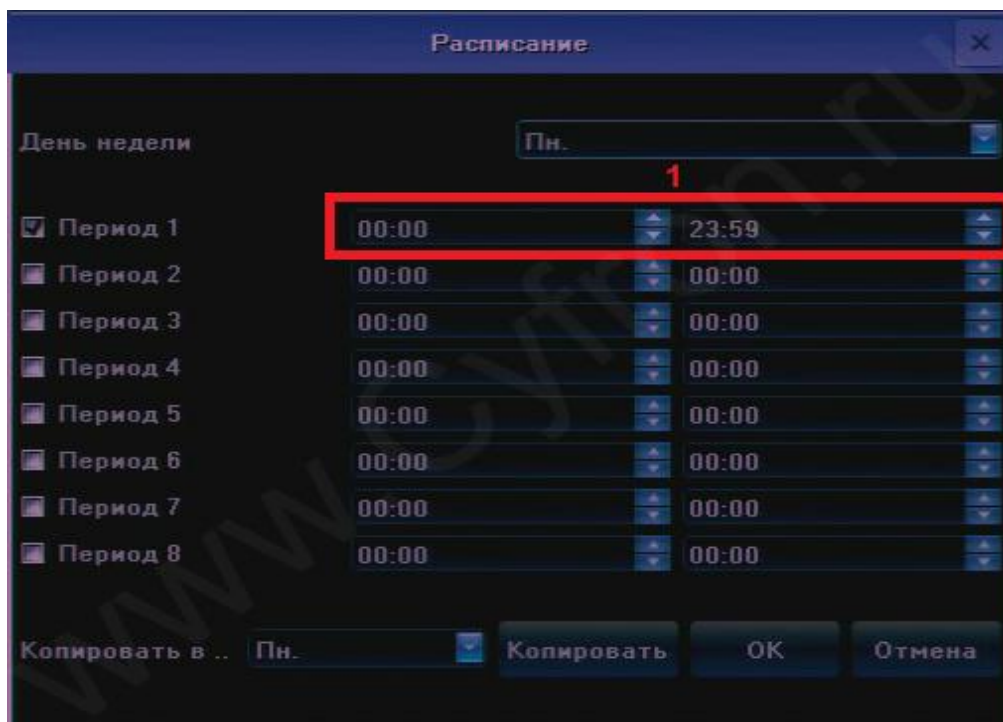 Расписание
День недели Пн.
1
Период 1 00:00 23:59
Период 2 00:00 00:00
Период 3 00:00 00:00
Период 4 00:00 00:00
Период 5 00:00 00:00
Период 6 00:00 00:00
Период 7 00:00 00:00
Период 8 00:00 00:00
Копировать в .. Пн. Копировать OK Отмена
www.Cyfron.ru